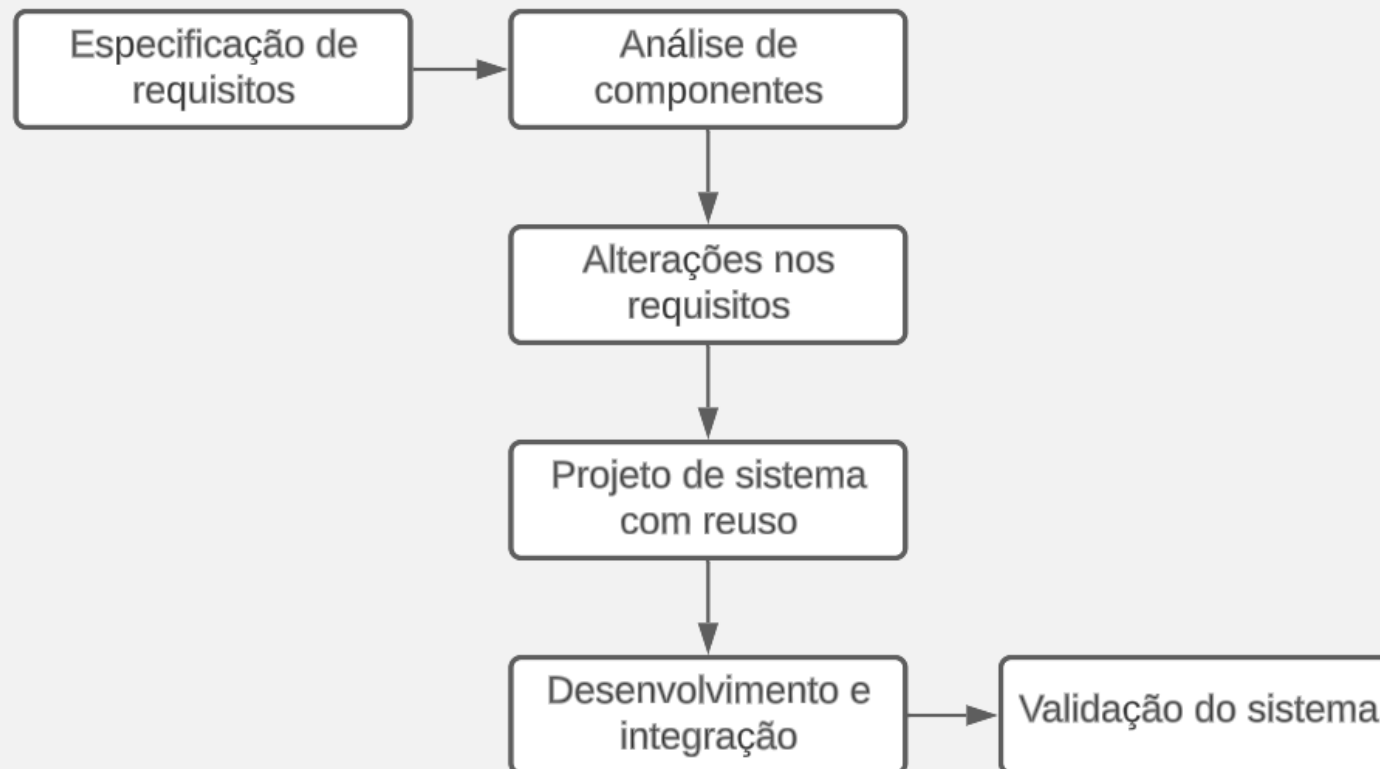 Especificação de
requisitos
Análise de
componentes
Alterações nos
requisitos
Projeto de sistema
com reuso
Desenvolvimento e
integração
Validação do sistema